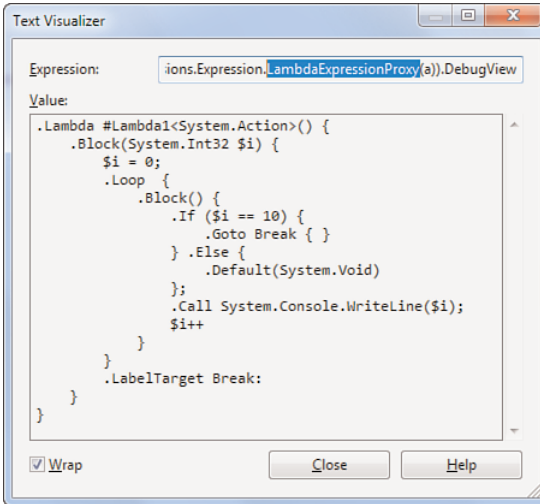 Text Visualizer
Expression: ions.Expression.LambdaExpressionProxy(a)).DebugView
Value:
.Lambda #Lambda1<System.Action>() {
    .Block(System.Int32 $i) {
        $i = 0;
        .Loop  {
            .Block() {
                .If ($i == 10) {
                    .Goto Break { }
                } .Else {
                    .Default(System.Void)
                };
                .Call System.Console.WriteLine($i);
                $i++
            }
        }
        .LabelTarget Break:
    }
}
Wrap Close Help